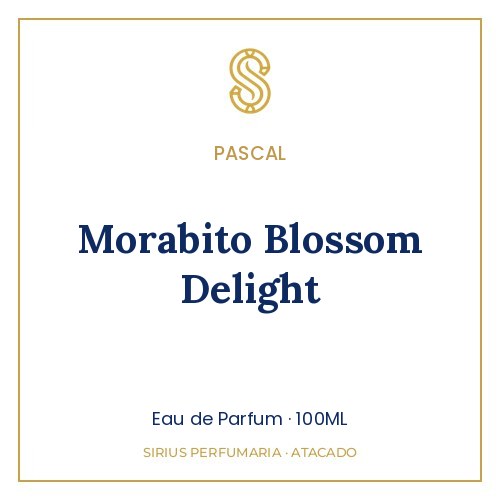 PASCAL
Morabito Blossom
Delight
Eau de Parfum · 100ML
SIRIUS PERFUMARIA · ATACADO